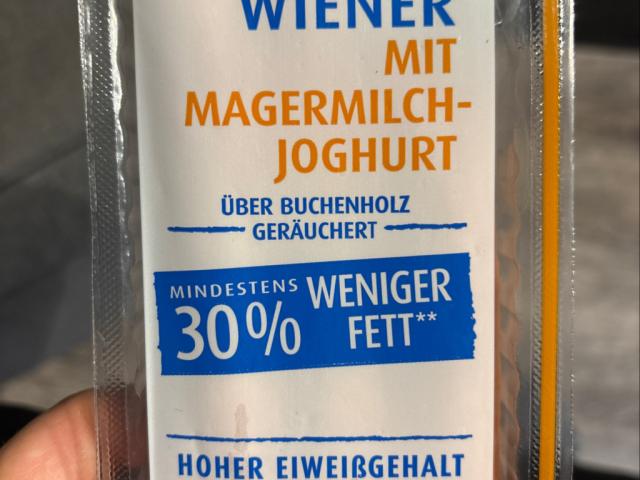 WIENER
MIT
MAGERMILCH-
JOGHURT
ÜBER BUCHENHOLZ
GERÄUCHERT
MINDESTENS
30% WENIGER
FETT**
HOHER EIWEIßGEHALT